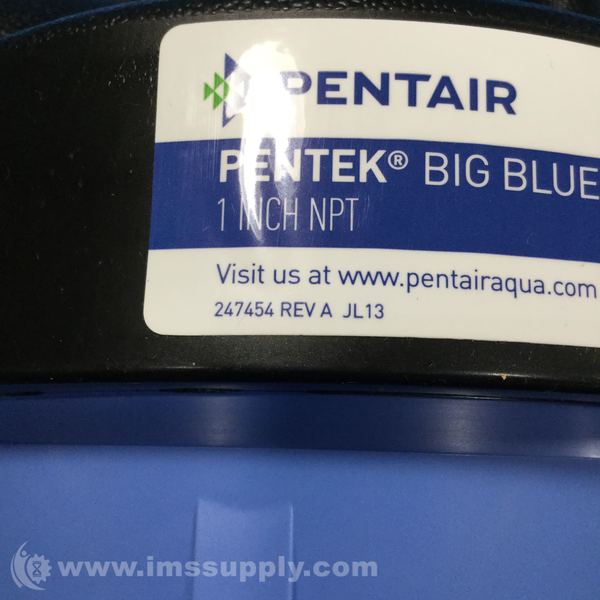 PENTAIR
PENTEK® BIG BLUE
1 INCH NPT
Visit us at www.pentairaqua.com
247454 REV A JL13
www.imssupply.com